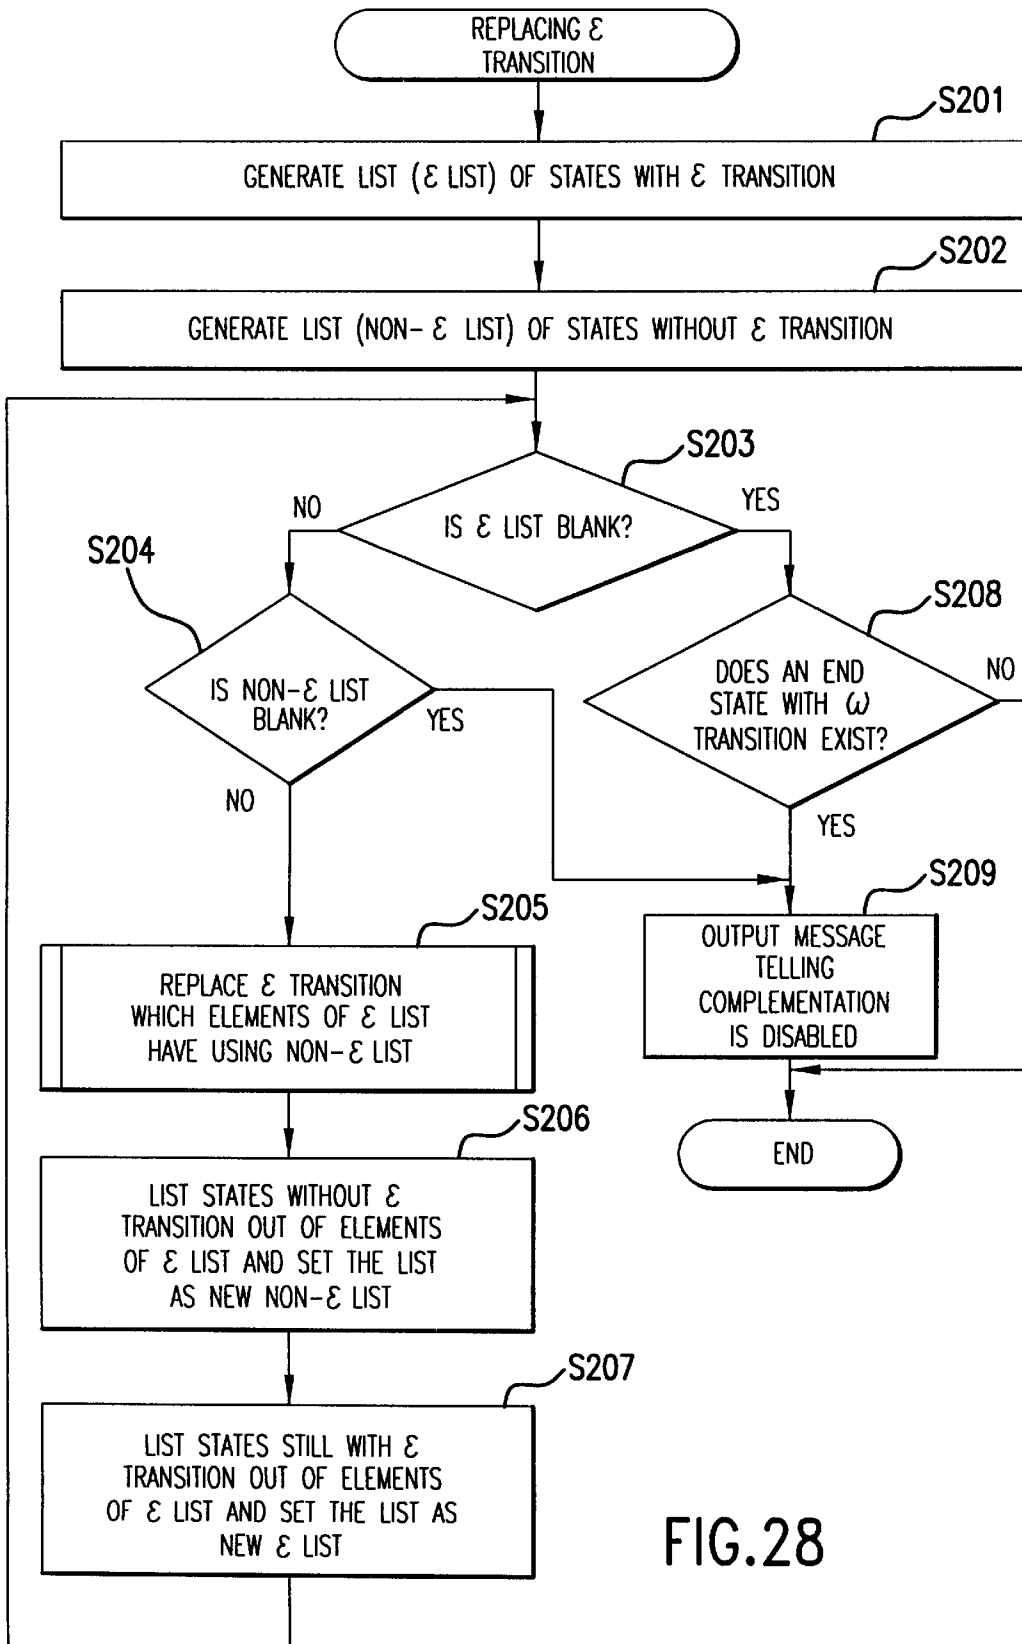 REPLACING ε
TRANSITION
S201
GENERATE LIST (ε LIST) OF STATES WITH ε TRANSITION
S202
GENERATE LIST (NON-ε LIST) OF STATES WITHOUT ε TRANSITION
S203
IS ε LIST BLANK?
NO
YES
S204
IS NON-ε LIST
BLANK?
YES
NO
S208
DOES AN END
STATE WITH ω
TRANSITION EXIST?
NO
YES
S205
REPLACE ε TRANSITION
WHICH ELEMENTS OF ε LIST
HAVE USING NON-ε LIST
S209
OUTPUT MESSAGE
TELLING
COMPLEMENTATION
IS DISABLED
S206
LIST STATES WITHOUT ε
TRANSITION OUT OF ELEMENTS
OF ε LIST AND SET THE LIST
AS NEW NON-ε LIST
END
S207
LIST STATES STILL WITH ε
TRANSITION OUT OF ELEMENTS
OF ε LIST AND SET THE LIST AS
NEW ε LIST
FIG.28